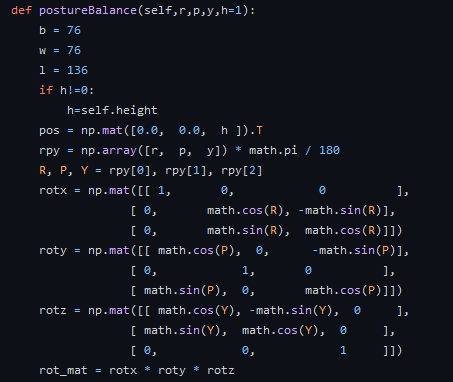 def postureBalance(self,r,p,y,h=1):
    b = 76
    w = 76
    l = 136
    if h!=0:
        h=self.height
    pos = np.mat([0.0,  0.0,  h ]).T
    rpy = np.array([r,  p,  y]) * math.pi / 180
    R, P, Y = rpy[0], rpy[1], rpy[2]
    rotx = np.mat([[ 1,       0,            0          ],
                 [ 0,       math.cos(R), -math.sin(R)],
                 [ 0,       math.sin(R),  math.cos(R)]])
    roty = np.mat([[ math.cos(P),  0,      -math.sin(P)],
                 [ 0,            1,       0          ],
                 [ math.sin(P),  0,       math.cos(P)]])
    rotz = np.mat([[ math.cos(Y), -math.sin(Y),  0     ],
                 [ math.sin(Y),  math.cos(Y),  0     ],
                 [ 0,            0,            1     ]])
    rot_mat = rotx * roty * rotz